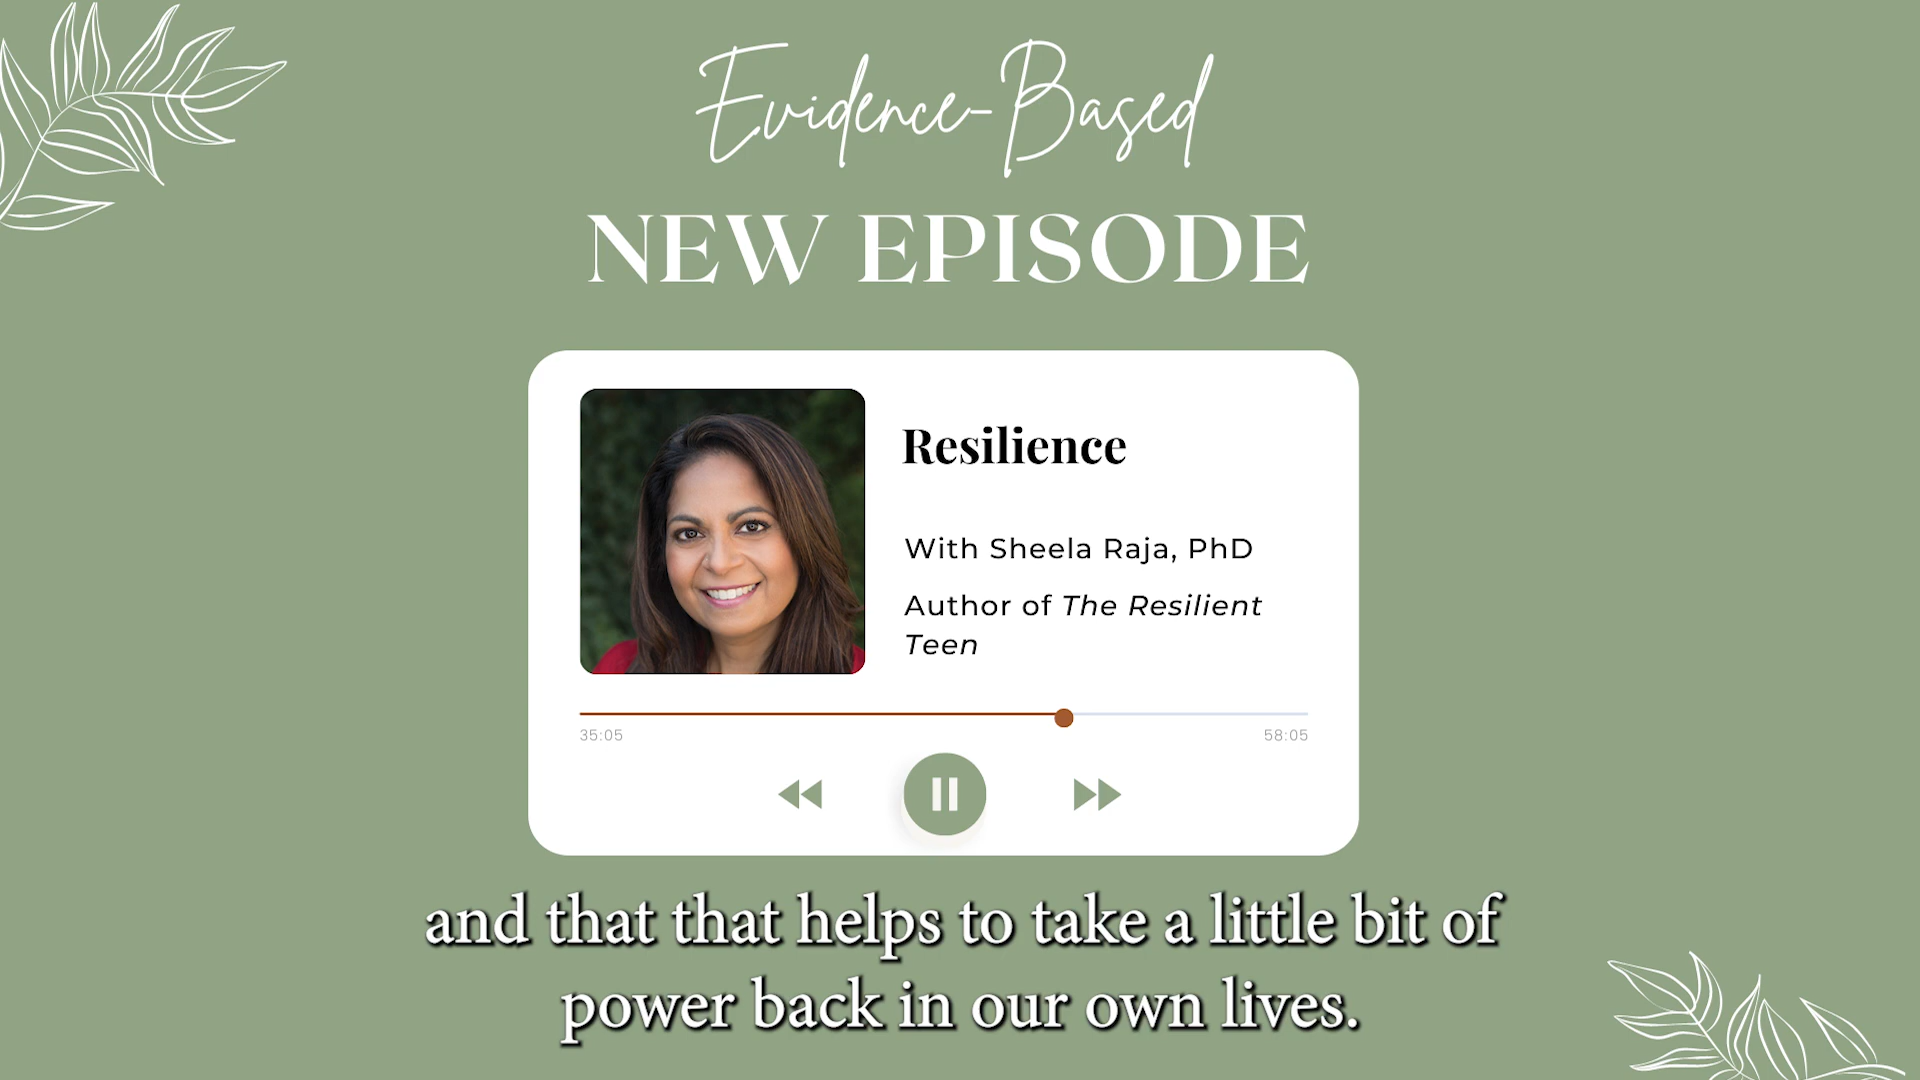 Evidence-Based
NEW EPISODE
Resilience
With Sheela Raja, PhD
Author of The Resilient
Teen
35:05
58:05
and that that helps to take a little bit of
power back in our own lives.